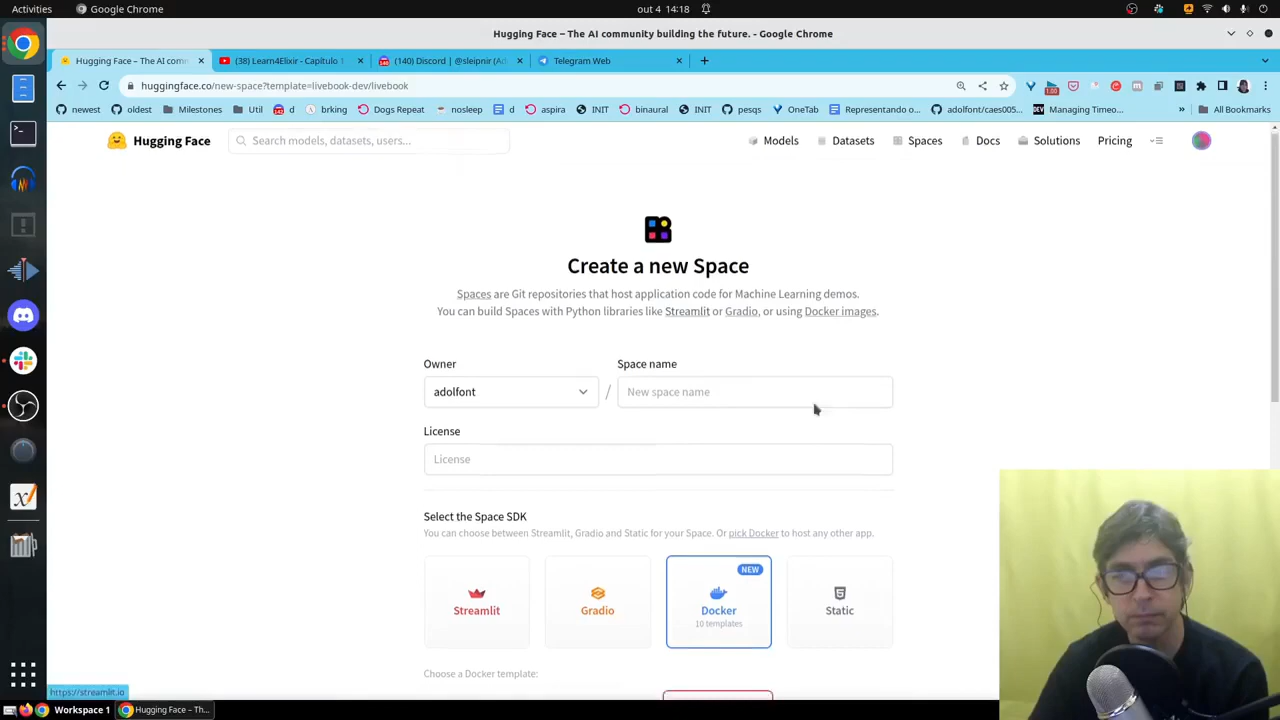 Activities
Google Chrome
out 4 14:18
Hugging Face – The AI community building the future. - Google Chrome
Hugging Face – The AI comm
(38) Learn4Elixir - Capítulo 1
(140) Discord | @sleipnir (Ad
Telegram Web
huggingface.co/new-space?template=livebook-dev/livebook
1.00
newest
oldest
Milestones
Util
d
brking
Dogs Repeat
nosleep
d
aspira
INIT
binaural
INIT
pesqs
OneTab
Representando o...
adolfont/caes005...
Managing Timeo...
»
All Bookmarks
Hugging Face
Search models, datasets, users...
Models
Datasets
Spaces
Docs
Solutions
Pricing
Create a new Space
Spaces are Git repositories that host application code for Machine Learning demos.
You can build Spaces with Python libraries like Streamlit or Gradio, or using Docker images.
Owner
Space name
adolfont
/
New space name
License
License
Select the Space SDK
You can choose between Streamlit, Gradio and Static for your Space. Or pick Docker to host any other app.
NEW
Streamlit
Gradio
Docker
Static
10 templates
Choose a Docker template:
https://streamlit.io
Workspace 1
Hugging Face – Th...